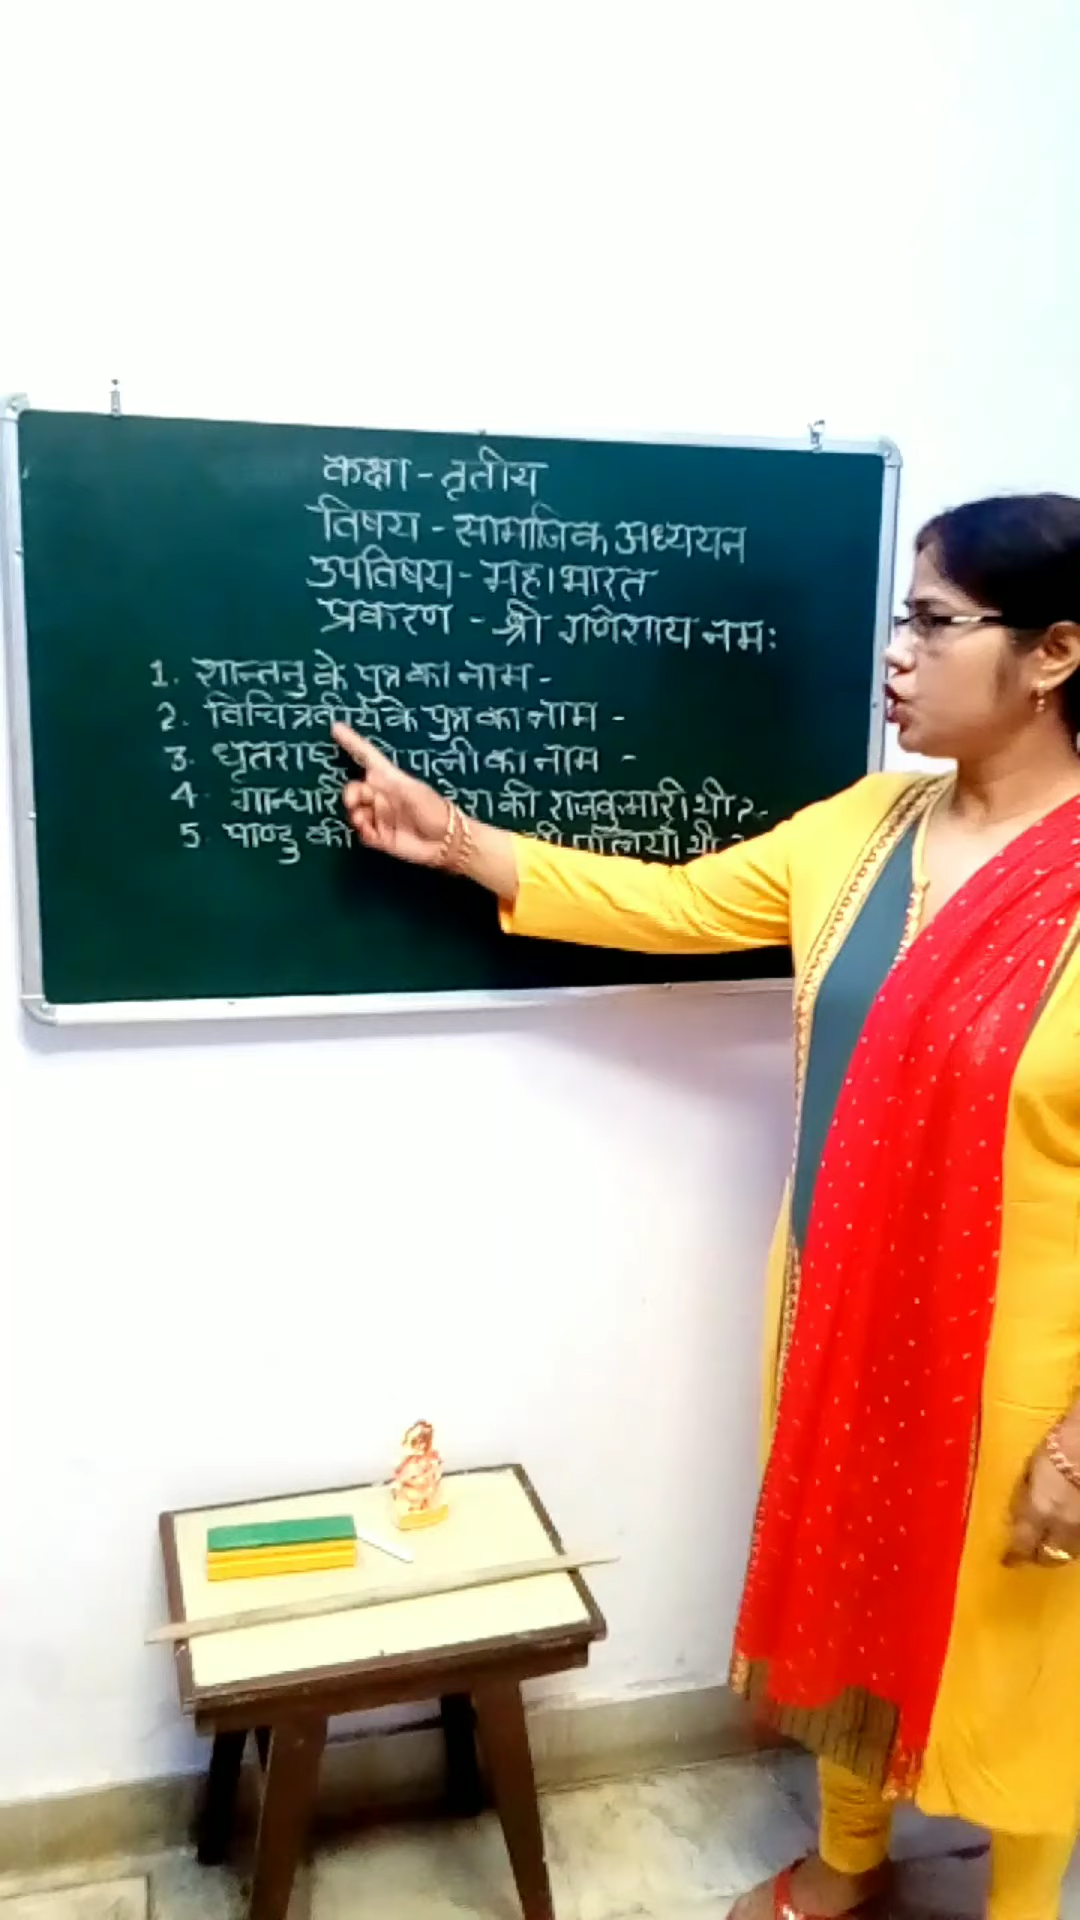 कक्षा - तृतीय
विषय - सामाजिक अध्ययन
उपविषय - महाभारत
प्रकरण - श्री गणेशाय नमः
1. शान्तनु के पुत्र का नाम -
2. विचित्रवीर्य के पुत्र का नाम -
3. धृतराष्ट्र की पत्नी का नाम -
4. की राजकुमारी थी ? -
5. पाण्डु की पत्नियाँ थी